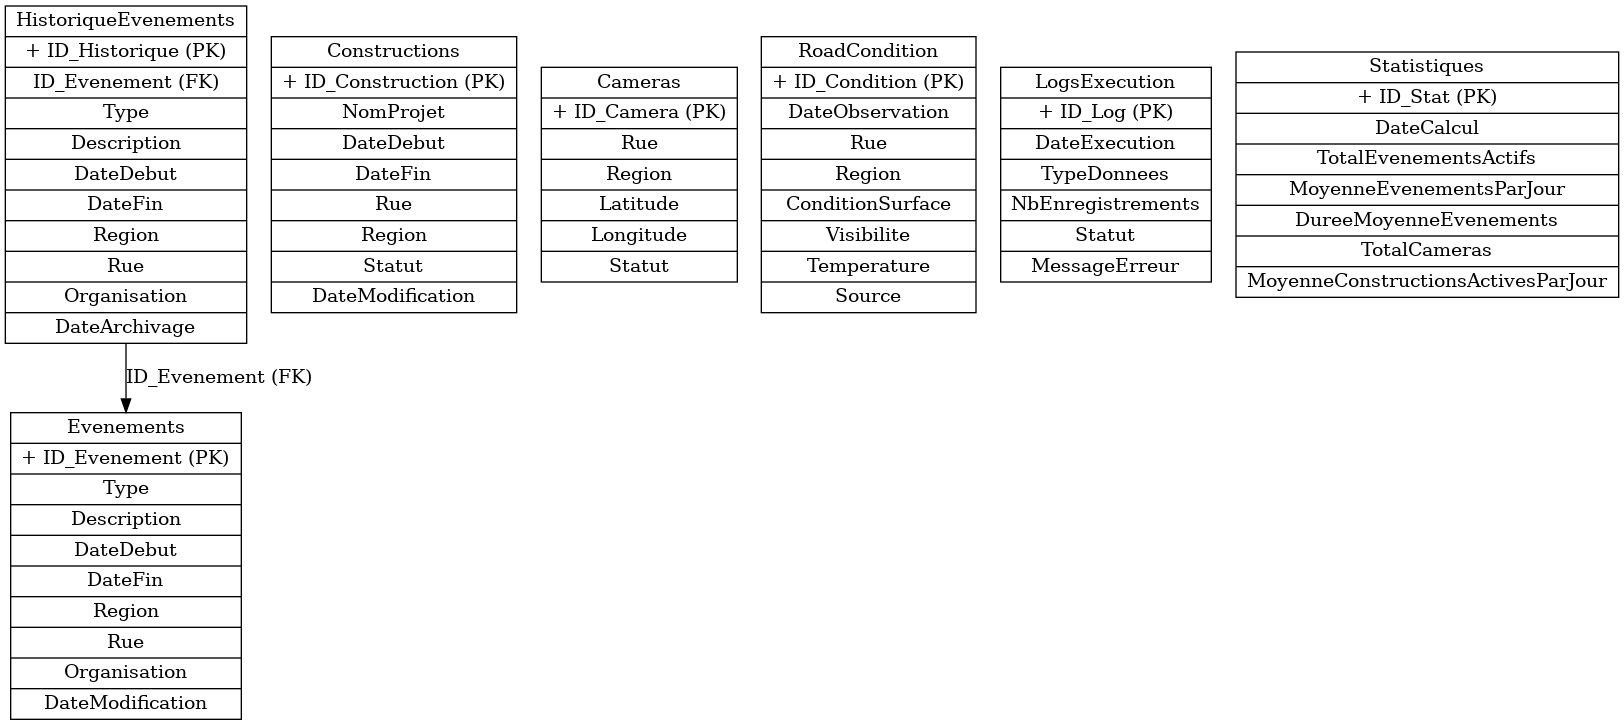 HistoriqueEvenements
+ ID_Historique (PK)
ID_Evenement (FK)
Type
Description
DateDebut
DateFin
Region
Rue
Organisation
DateArchivage
Constructions
+ ID_Construction (PK)
NomProjet
DateDebut
DateFin
Rue
Region
Statut
DateModification
Cameras
+ ID_Camera (PK)
Rue
Region
Latitude
Longitude
Statut
RoadCondition
+ ID_Condition (PK)
DateObservation
Rue
Region
ConditionSurface
Visibilite
Temperature
Source
LogsExecution
+ ID_Log (PK)
DateExecution
TypeDonnees
NbEnregistrements
Statut
MessageErreur
Statistiques
+ ID_Stat (PK)
DateCalcul
TotalEvenementsActifs
MoyenneEvenementsParJour
DureeMoyenneEvenements
TotalCameras
MoyenneConstructionsActivesParJour
ID_Evenement (FK)
Evenements
+ ID_Evenement (PK)
Type
Description
DateDebut
DateFin
Region
Rue
Organisation
DateModification